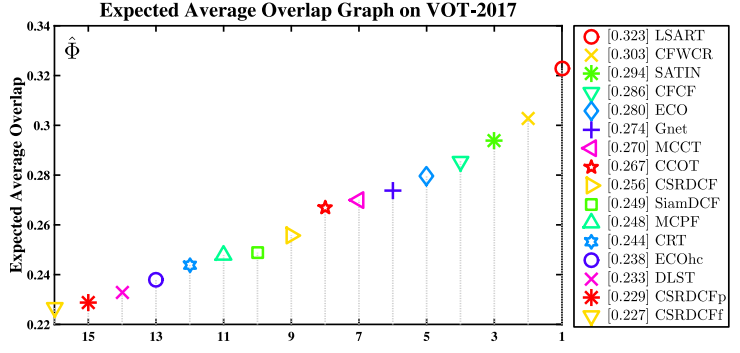 Expected Average Overlap Graph on VOT-2017
Φ̂
Expected Average Overlap
0.34
0.32
0.3
0.28
0.26
0.24
0.22
15
13
11
9
7
5
3
1
[0.323] LSART
[0.303] CFWCR
[0.294] SATIN
[0.286] CFCF
[0.280] ECO
[0.274] Gnet
[0.270] MCCT
[0.267] CCOT
[0.256] CSRDCF
[0.249] SiamDCF
[0.248] MCPF
[0.244] CRT
[0.238] ECOhc
[0.233] DLST
[0.229] CSRDCFp
[0.227] CSRDCFf